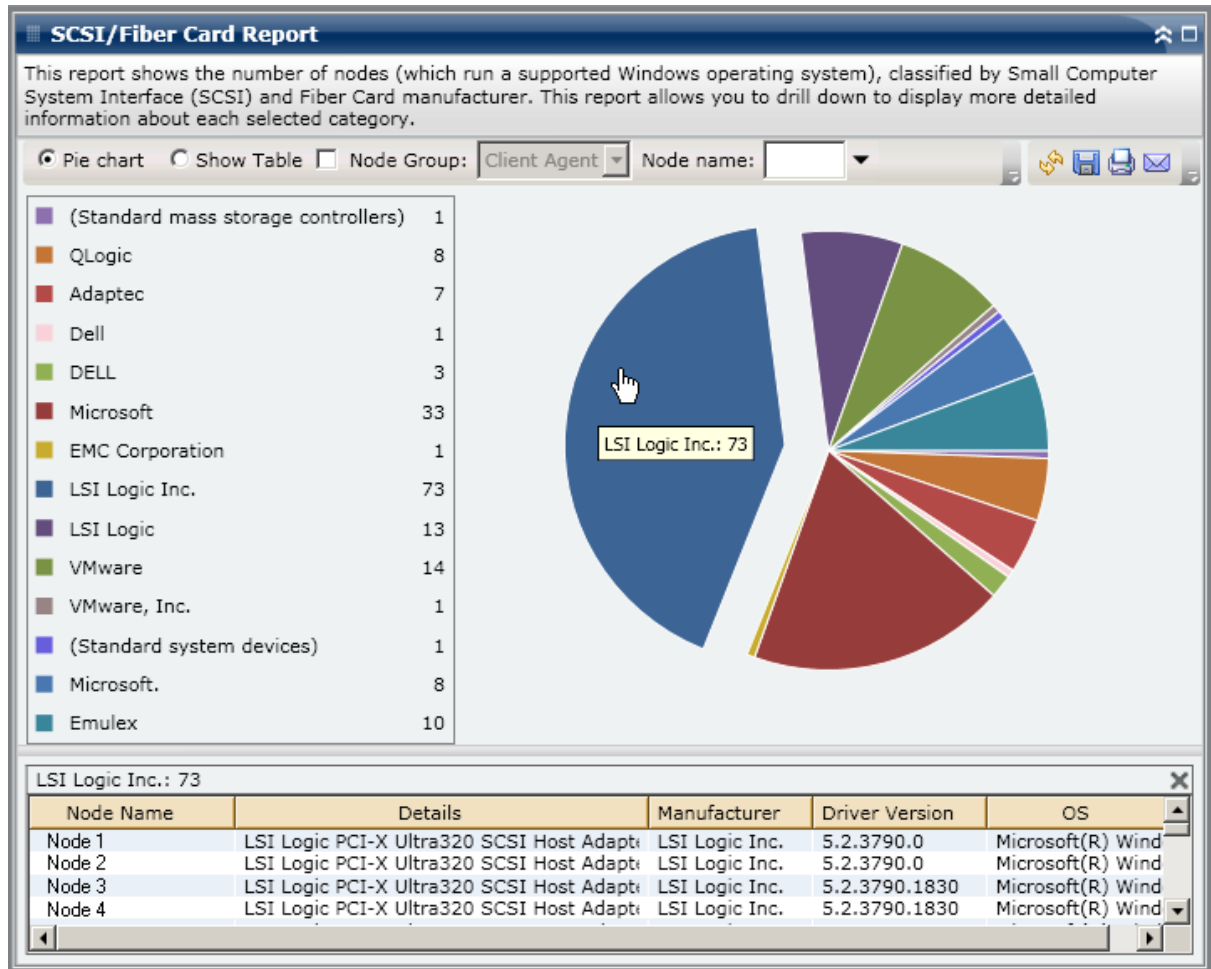 SCSI/Fiber Card Report
This report shows the number of nodes (which run a supported Windows operating system), classified by Small Computer
System Interface (SCSI) and Fiber Card manufacturer. This report allows you to drill down to display more detailed
information about each selected category.
Pie chart Show Table Node Group: Client Agent Node name:
(Standard mass storage controllers) 1
QLogic 8
Adaptec 7
Dell 1
DELL 3
Microsoft 33
EMC Corporation 1
LSI Logic Inc. 73
LSI Logic 13
VMware 14
VMware, Inc. 1
(Standard system devices) 1
Microsoft. 8
Emulex 10
LSI Logic Inc.: 73
LSI Logic Inc.: 73
Node Name Details Manufacturer Driver Version OS
Node 1 LSI Logic PCI-X Ultra320 SCSI Host Adapte LSI Logic Inc. 5.2.3790.0 Microsoft(R) Wind
Node 2 LSI Logic PCI-X Ultra320 SCSI Host Adapte LSI Logic Inc. 5.2.3790.0 Microsoft(R) Wind
Node 3 LSI Logic PCI-X Ultra320 SCSI Host Adapte LSI Logic Inc. 5.2.3790.1830 Microsoft(R) Wind
Node 4 LSI Logic PCI-X Ultra320 SCSI Host Adapte LSI Logic Inc. 5.2.3790.1830 Microsoft(R) Wind